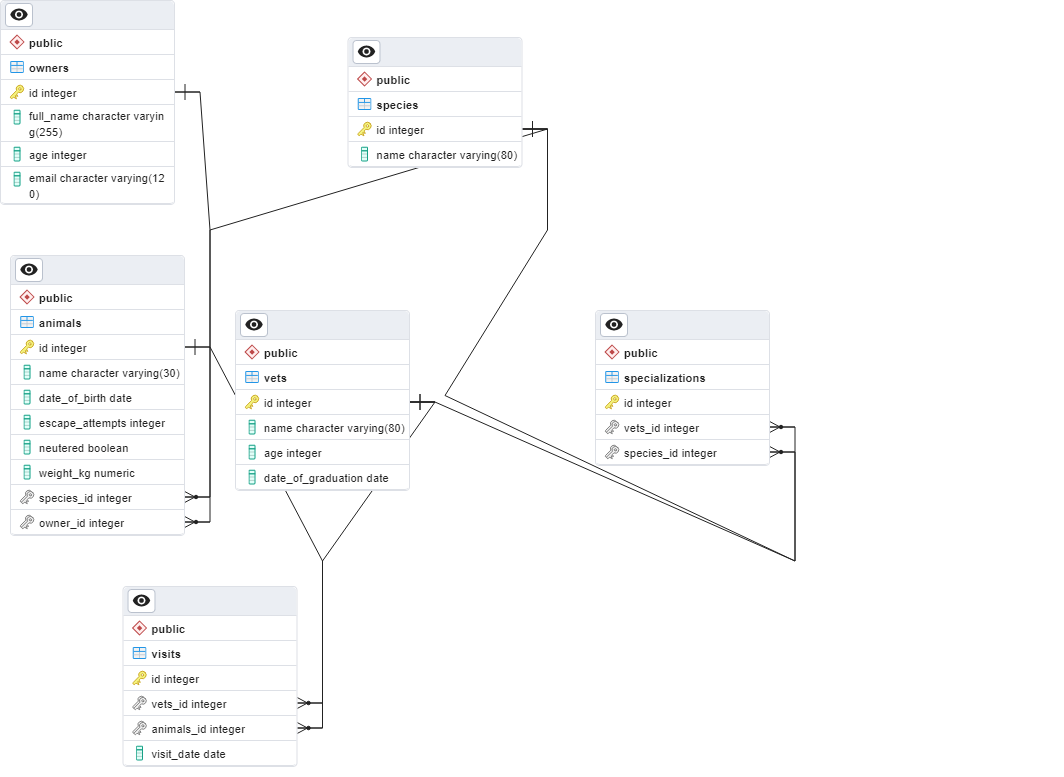 public
owners
id integer
full_name character varyin
g(255)
age integer
email character varying(12
0)
public
species
id integer
name character varying(80)
public
animals
id integer
name character varying(30)
date_of_birth date
escape_attempts integer
neutered boolean
weight_kg numeric
species_id integer
owner_id integer
public
vets
id integer
name character varying(80)
age integer
date_of_graduation date
public
specializations
id integer
vets_id integer
species_id integer
public
visits
id integer
vets_id integer
animals_id integer
visit_date date